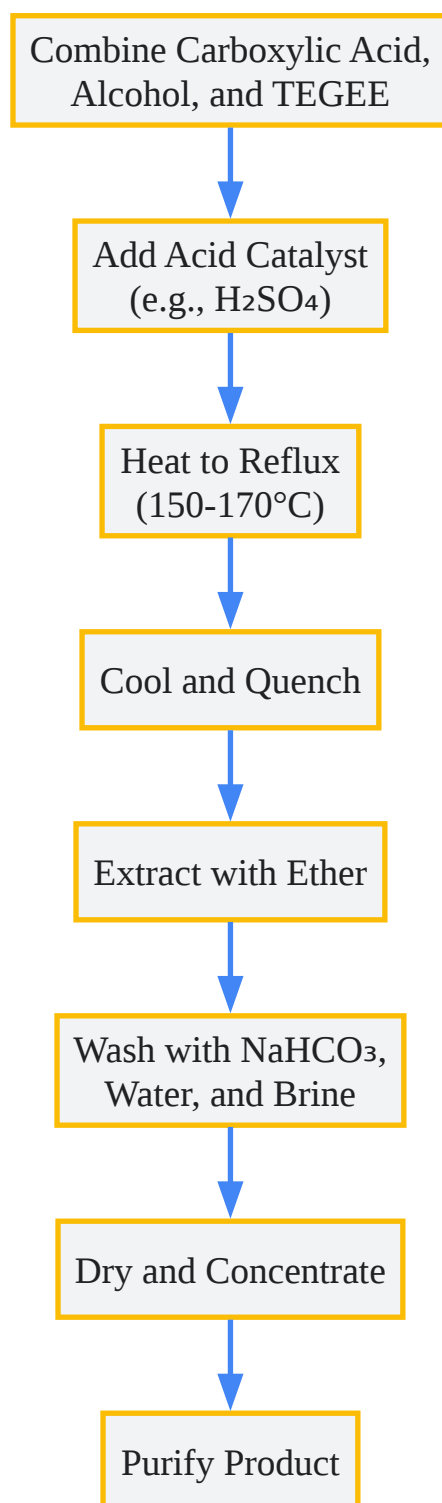 Combine Carboxylic Acid,
Alcohol, and TEGEE
Add Acid Catalyst
(e.g., H₂SO₄)
Heat to Reflux
(150-170°C)
Cool and Quench
Extract with Ether
Wash with NaHCO₃,
Water, and Brine
Dry and Concentrate
Purify Product